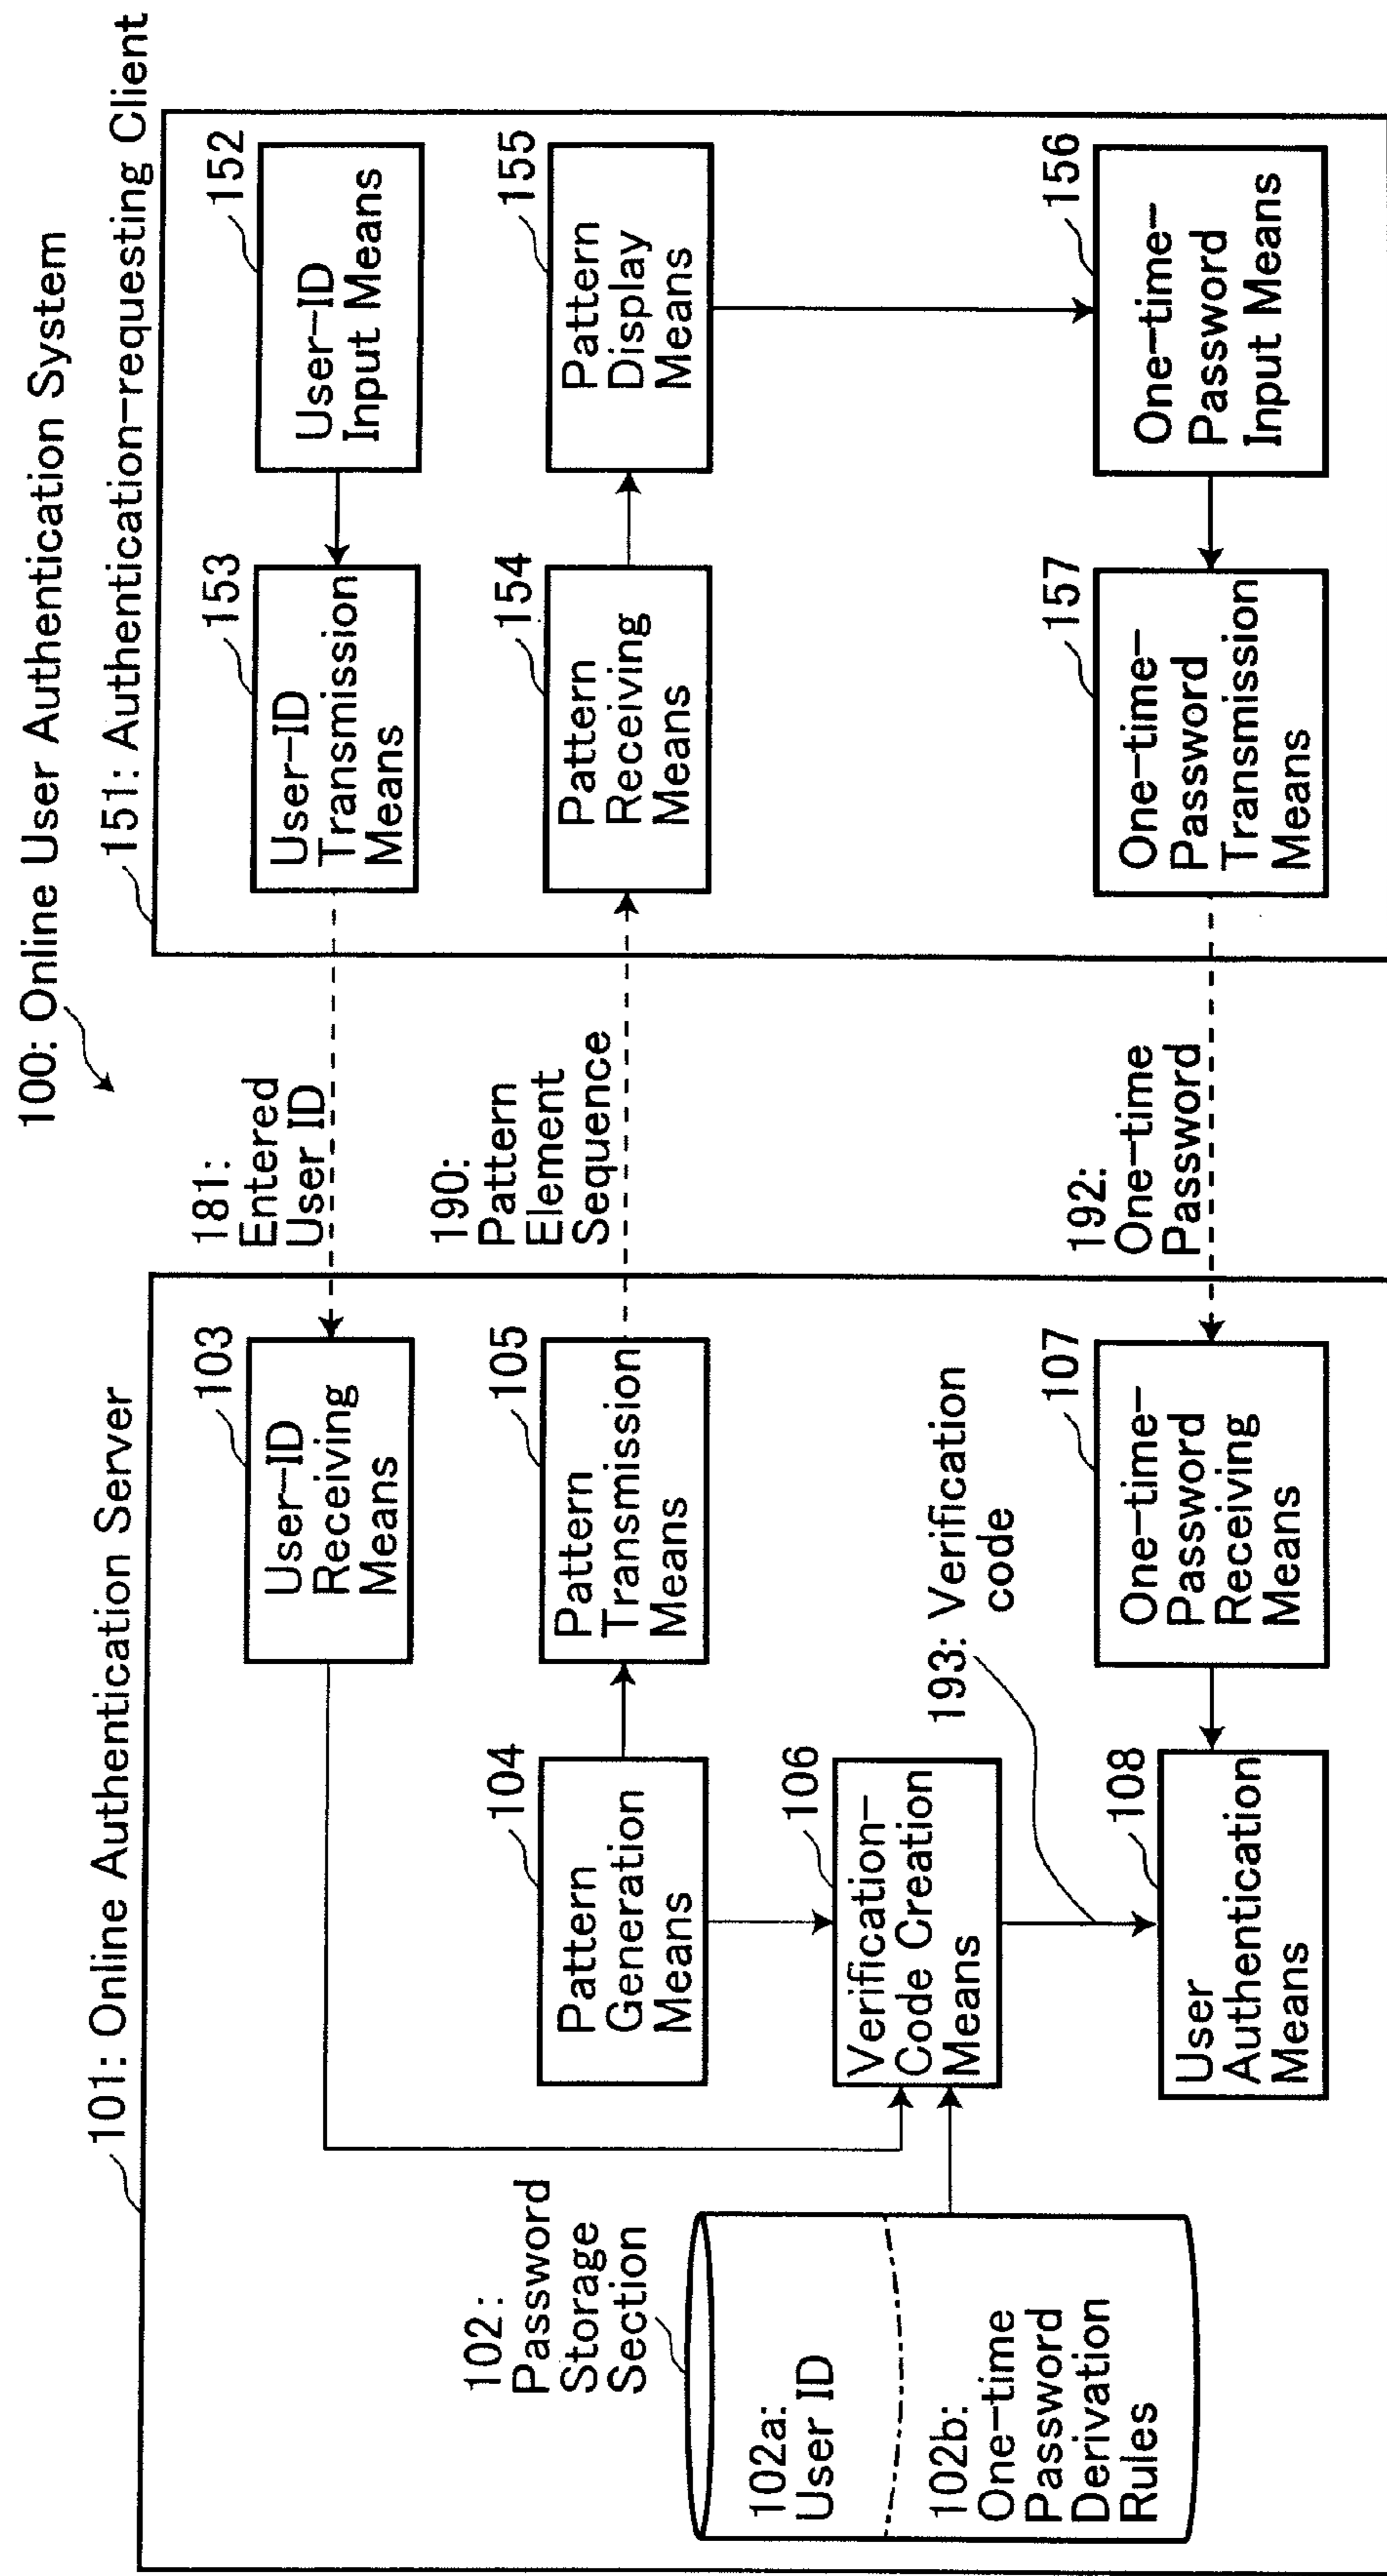 100: Online User Authentication System
101: Online Authentication Server
102:
Password
Storage
Section
102a:
User ID
102b:
One-time
Password
Derivation
Rules
103
User-ID
Receiving
Means
104
Pattern
Generation
Means
105
Pattern
Transmission
Means
106
Verification-
Code Creation
Means
193: Verification
code
108
User
Authentication
Means
107
One-time-
Password
Receiving
Means
181:
Entered
User ID
190:
Pattern
Element
Sequence
192:
One-time
Password
151: Authentication-requesting Client
153
User-ID
Transmission
Means
152
User-ID
Input Means
154
Pattern
Receiving
Means
155
Pattern
Display
Means
157
One-time-
Password
Transmission
Means
156
One-time-
Password
Input Means